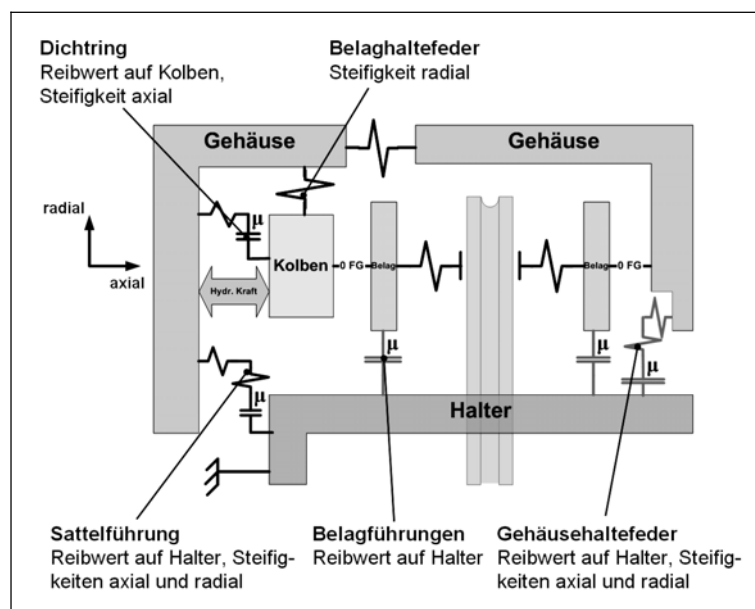 Dichtring
Reibwert auf Kolben,
Steifigkeit axial
Belaghaltefeder
Steifigkeit radial
Gehäuse
Gehäuse
radial
axial
μ
Kolben
0 FG
Belag
Belag
0 FG
Hydr. Kraft
μ
μ
μ
μ
Halter
Sattelführung
Reibwert auf Halter, Steifig-
keiten axial und radial
Belagführungen
Reibwert auf Halter
Gehäusehaltefeder
Reibwert auf Halter, Steifig-
keiten axial und radial